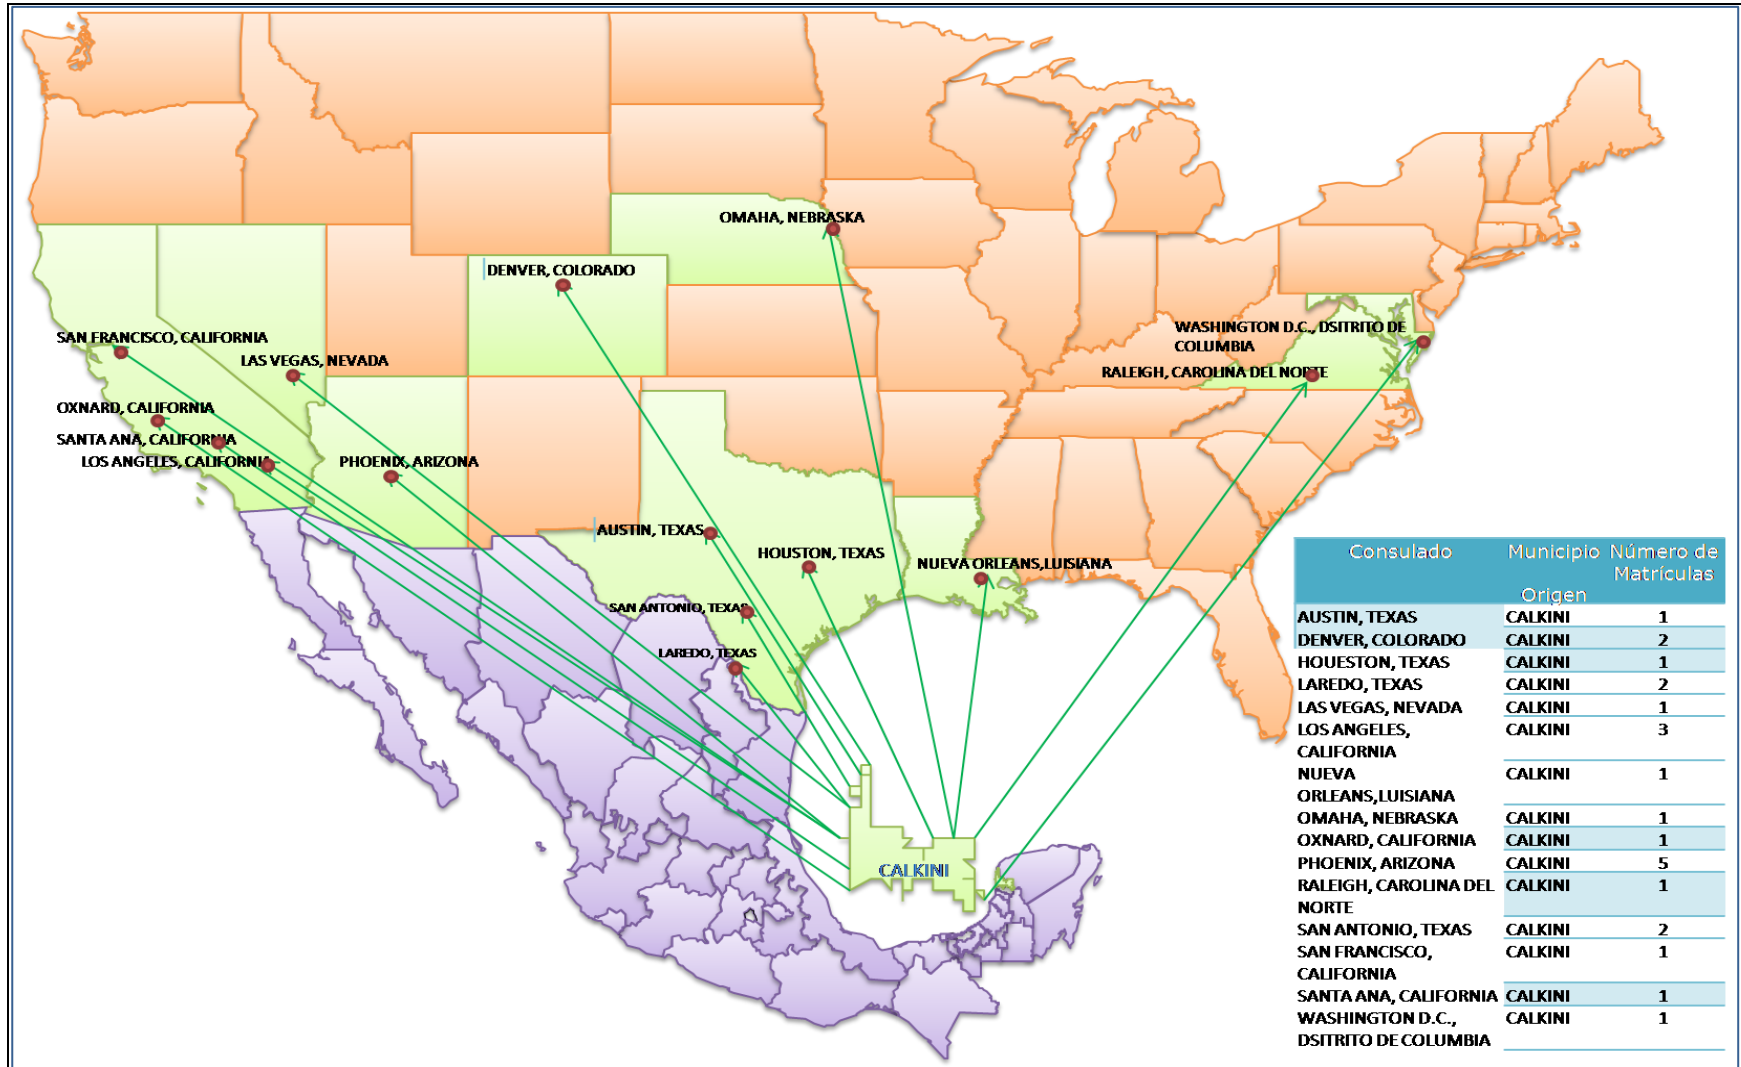 OMAHA, NEBRASKA
DENVER, COLORADO
SAN FRANCISCO, CALIFORNIA
LAS VEGAS, NEVADA
WASHINGTON D.C., DSITRITO DE
COLUMBIA
RALEIGH, CAROLINA DEL NORTE
OXNARD, CALIFORNIA
SANTA ANA, CALIFORNIA
LOS ANGELES, CALIFORNIA
PHOENIX, ARIZONA
AUSTIN, TEXAS
HOUSTON, TEXAS
NUEVA ORLEANS,LUISIANA
SAN ANTONIO, TEXAS
LAREDO, TEXAS
CALKINI
Consulado Municipio Número de
Matrículas
Origen
AUSTIN, TEXAS CALKINI 1
DENVER, COLORADO CALKINI 2
HOUESTON, TEXAS CALKINI 1
LAREDO, TEXAS CALKINI 2
LAS VEGAS, NEVADA CALKINI 1
LOS ANGELES, CALKINI 3
CALIFORNIA
NUEVA CALKINI 1
ORLEANS,LUISIANA
OMAHA, NEBRASKA CALKINI 1
OXNARD, CALIFORNIA CALKINI 1
PHOENIX, ARIZONA CALKINI 5
RALEIGH, CAROLINA DEL CALKINI 1
NORTE
SAN ANTONIO, TEXAS CALKINI 2
SAN FRANCISCO, CALKINI 1
CALIFORNIA
SANTA ANA, CALIFORNIA CALKINI 1
WASHINGTON D.C., CALKINI 1
DSITRITO DE COLUMBIA